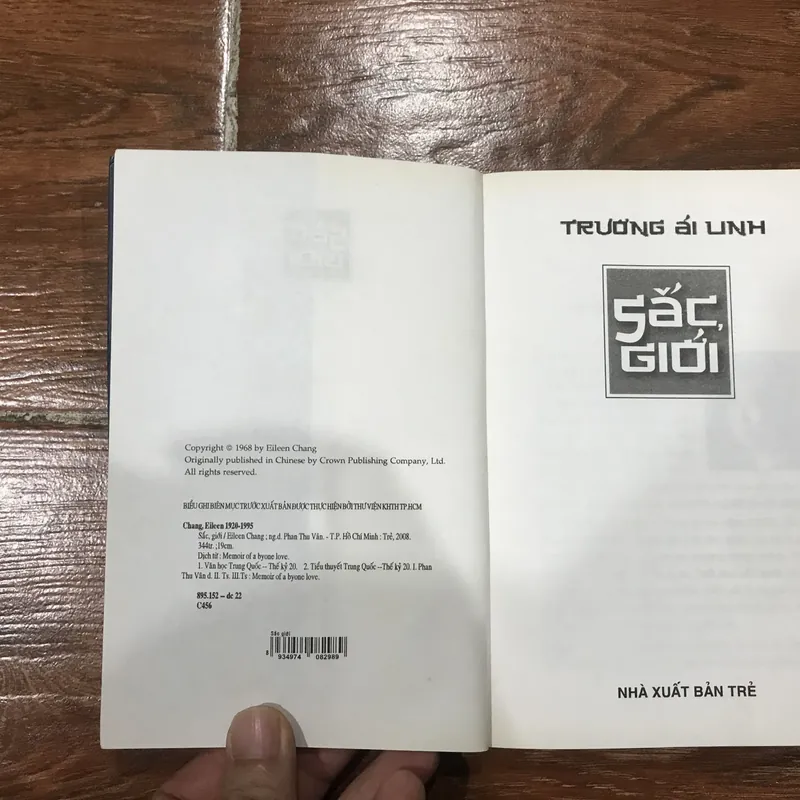 Copyright © 1968 by Eileen Chang
Originally published in Chinese by Crown Publishing Company, Ltd.
All rights reserved.
BIỂU GHI BIÊN MỤC TRƯỚC XUẤT BẢN ĐƯỢC THỰC HIỆN BỞI THƯ VIỆN KHTH TP.HCM
Chang, Eileen 1920-1995
Sắc, giới / Eileen Chang ; ng.d. Phan Thu Vân. - T.P. Hồ Chí Minh : Trẻ, 2008.
344tr. ;19cm.
Dịch từ : Memoir of a byone love.
1. Văn học Trung Quốc -- Thế kỷ 20. 2. Tiểu thuyết Trung Quốc --Thế kỷ 20. I. Phan
Thu Vân d. II. Ts. III.Ts : Memoir of a byone love.
895.152 -- dc 22
C456
Sắc giới
8 934974 082989
TRƯƠNG ÁI LINH
SẮC,
GIỚI
NHÀ XUẤT BẢN TRẺ